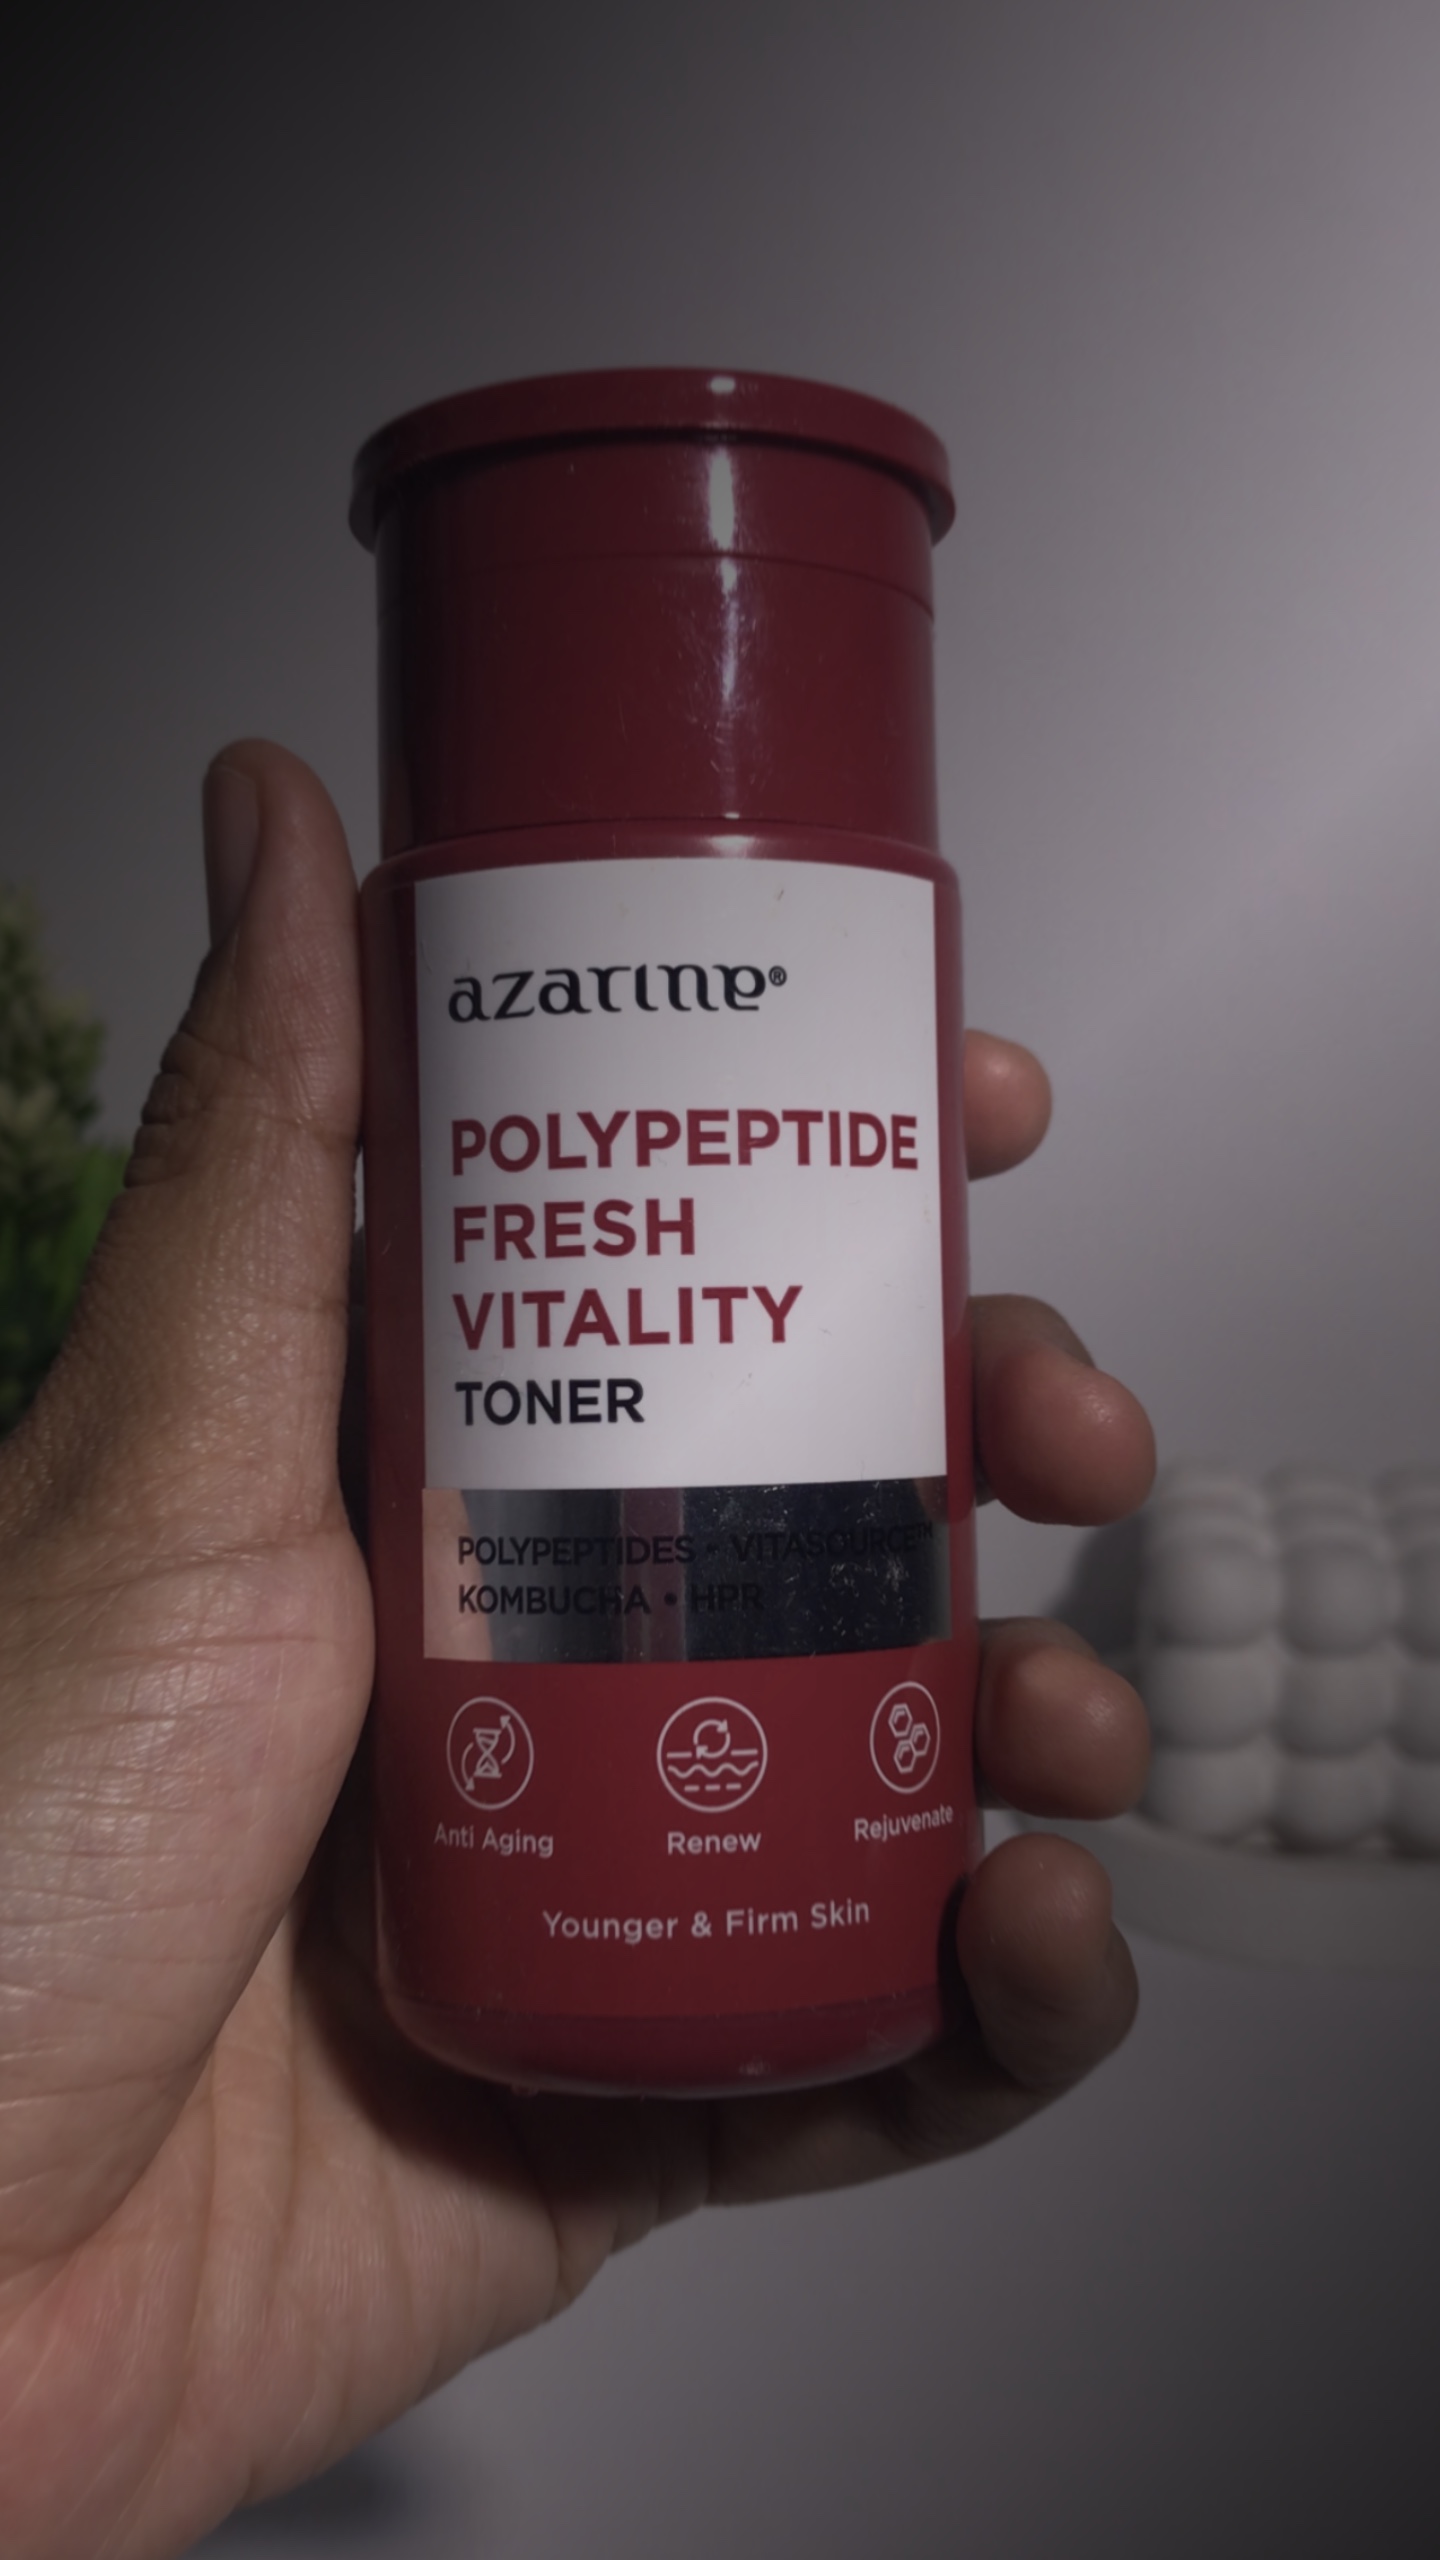 azarine®
POLYPEPTIDE
FRESH
VITALITY
TONER
POLYPEPTIDES • VITASOURCE™
KOMBUCHA • HPR
Anti Aging
Renew
Rejuvenate
Younger & Firm Skin